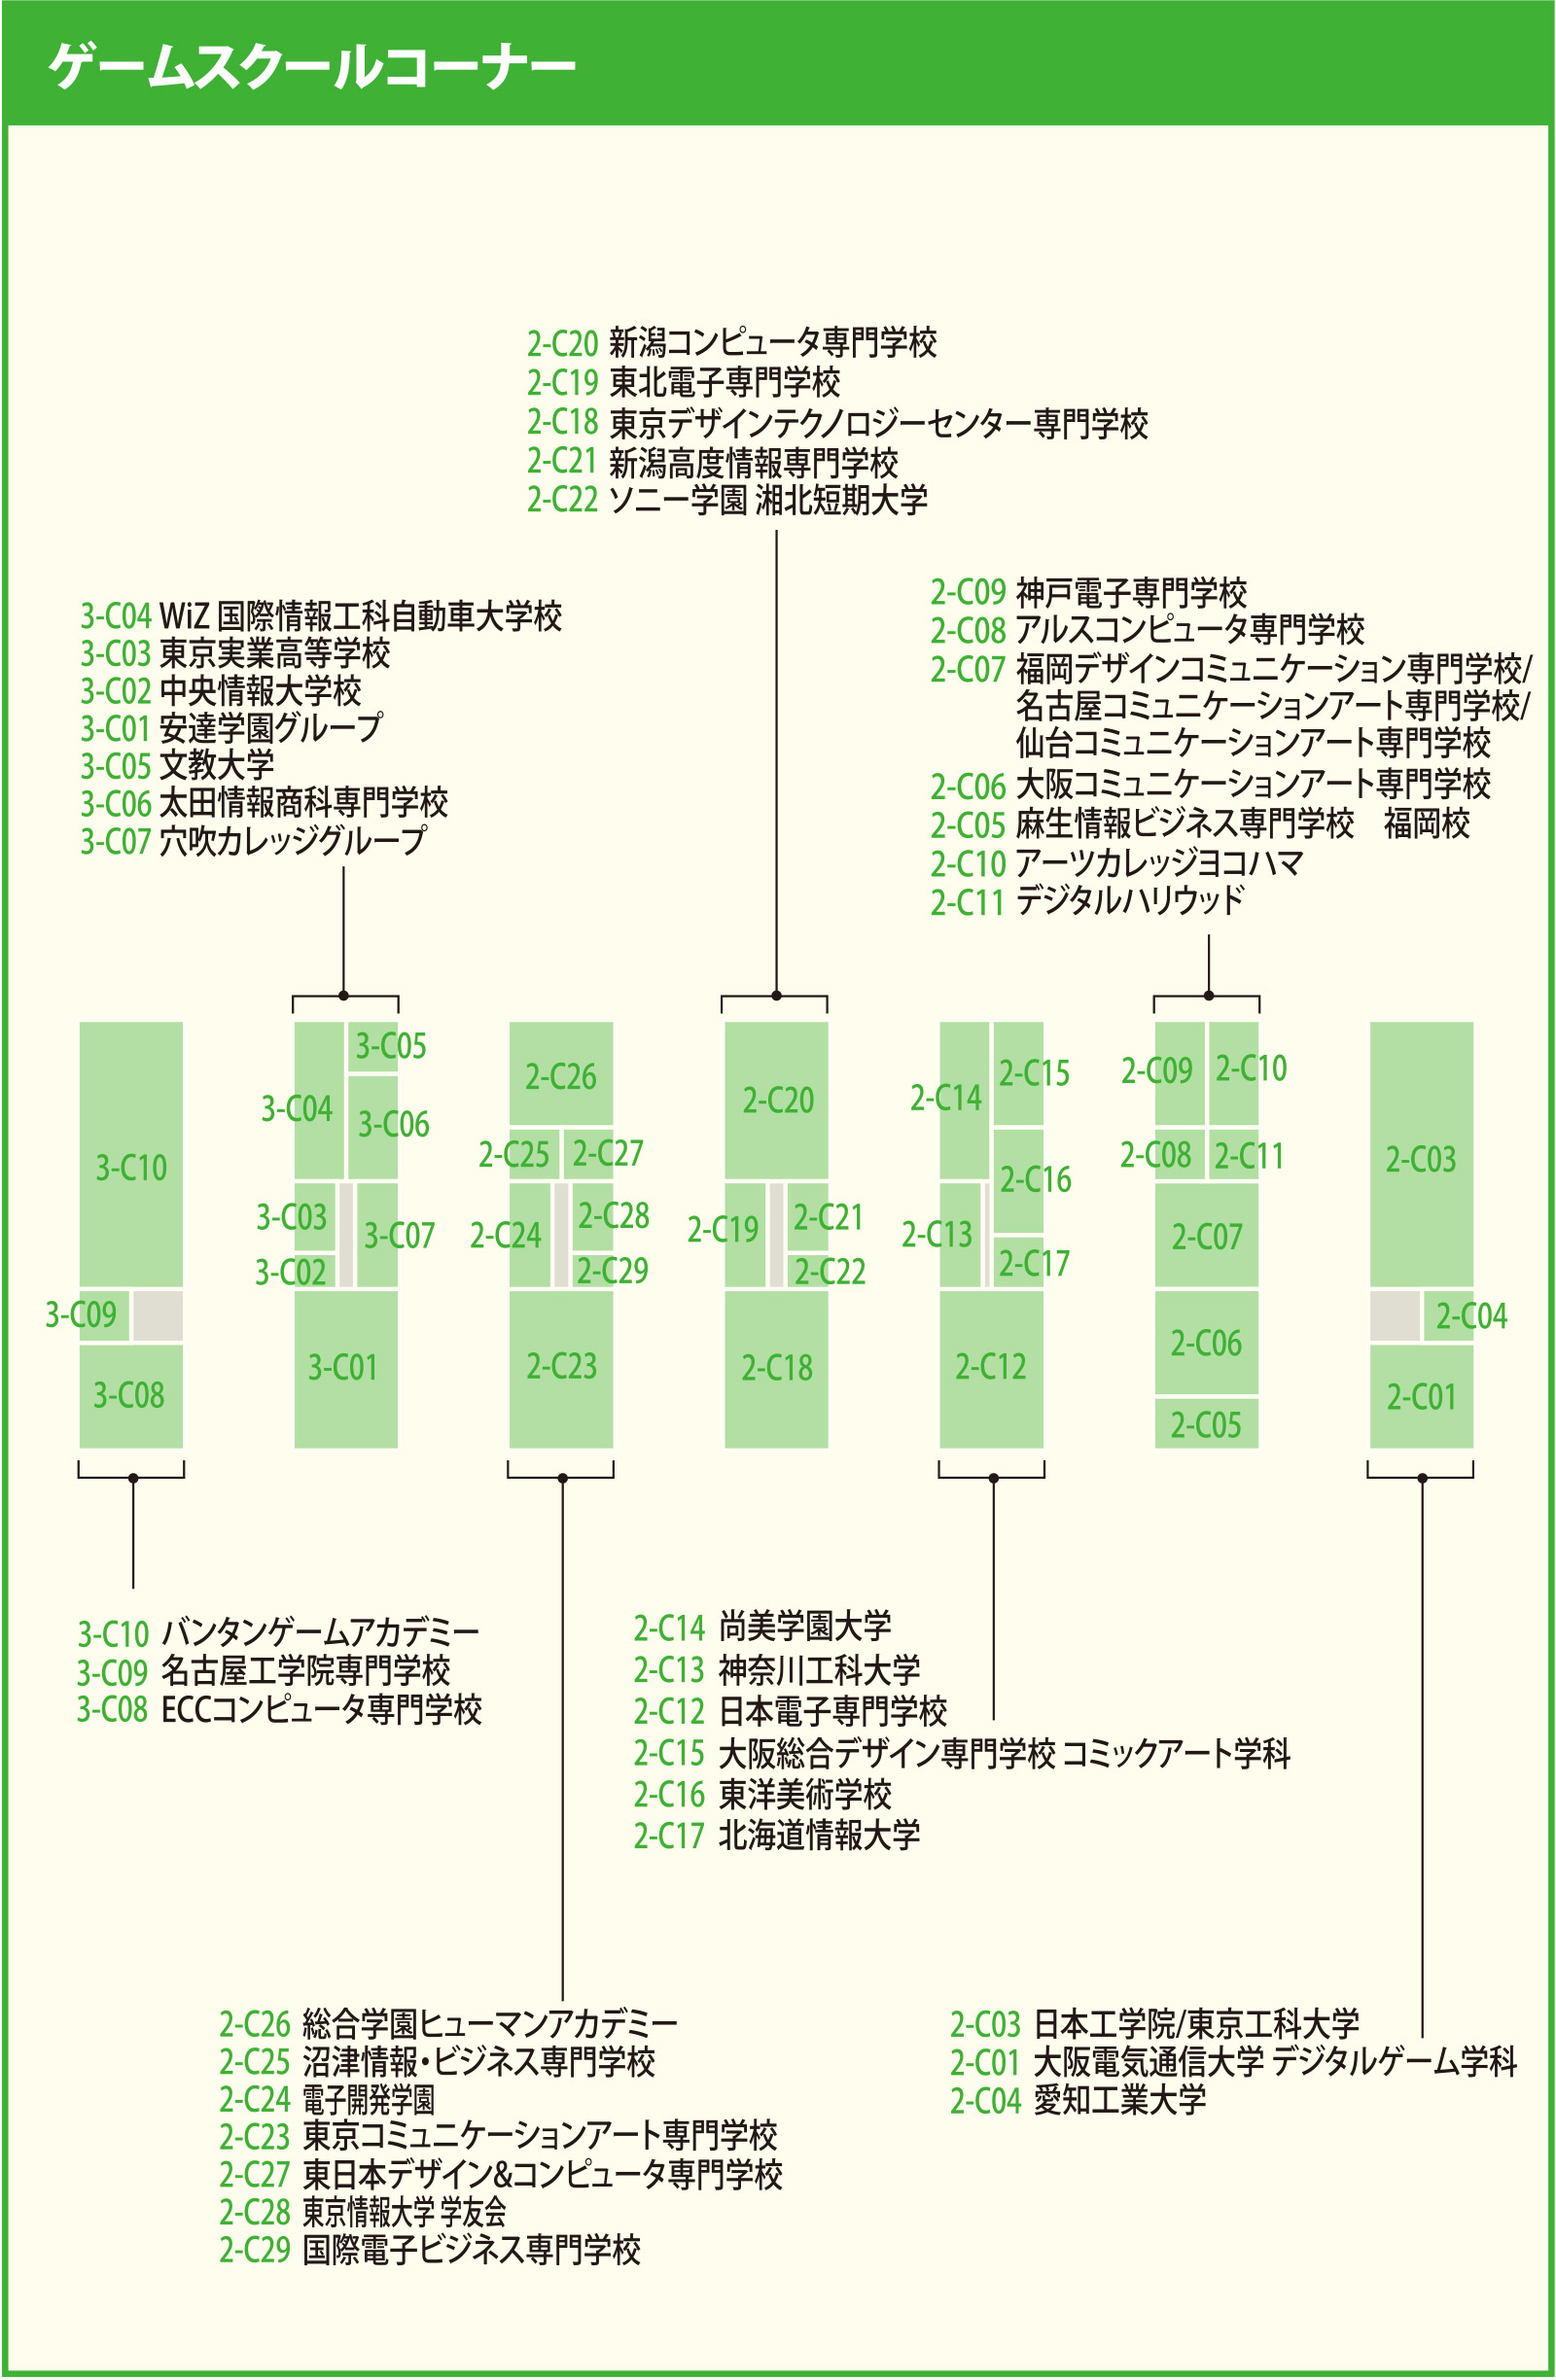 ゲームスクールコーナー
2-C20 新潟コンピュータ専門学校
2-C19 東北電子専門学校
2-C18 東京デザインテクノロジーセンター専門学校
2-C21 新潟高度情報専門学校
2-C22 ソニー学園 湘北短期大学
3-C04 WiZ 国際情報工科自動車大学校
3-C03 東京実業高等学校
3-C02 中央情報大学校
3-C01 安達学園グループ
3-C05 文教大学
3-C06 太田情報商科専門学校
3-C07 穴吹カレッジグループ
2-C09 神戸電子専門学校
2-C08 アルスコンピュータ専門学校
2-C07 福岡デザインコミュニケーション専門学校/
名古屋コミュニケーションアート専門学校/
仙台コミュニケーションアート専門学校
2-C06 大阪コミュニケーションアート専門学校
2-C05 麻生情報ビジネス専門学校　福岡校
2-C10 アーツカレッジヨコハマ
2-C11 デジタルハリウッド
3-C10
3-C09
3-C08
3-C05
3-C04
3-C06
3-C03
3-C07
3-C02
3-C01
2-C26
2-C25
2-C27
2-C24
2-C28
2-C29
2-C23
2-C20
2-C19
2-C21
2-C22
2-C18
2-C14
2-C15
2-C16
2-C13
2-C17
2-C12
2-C09
2-C10
2-C08
2-C11
2-C07
2-C06
2-C05
2-C03
2-C04
2-C01
3-C10 バンタンゲームアカデミー
3-C09 名古屋工学院専門学校
3-C08 ECCコンピュータ専門学校
2-C14 尚美学園大学
2-C13 神奈川工科大学
2-C12 日本電子専門学校
2-C15 大阪総合デザイン専門学校 コミックアート学科
2-C16 東洋美術学校
2-C17 北海道情報大学
2-C26 総合学園ヒューマンアカデミー
2-C25 沼津情報・ビジネス専門学校
2-C24 電子開発学園
2-C23 東京コミュニケーションアート専門学校
2-C27 東日本デザイン&コンピュータ専門学校
2-C28 東京情報大学 学友会
2-C29 国際電子ビジネス専門学校
2-C03 日本工学院/東京工科大学
2-C01 大阪電気通信大学 デジタルゲーム学科
2-C04 愛知工業大学